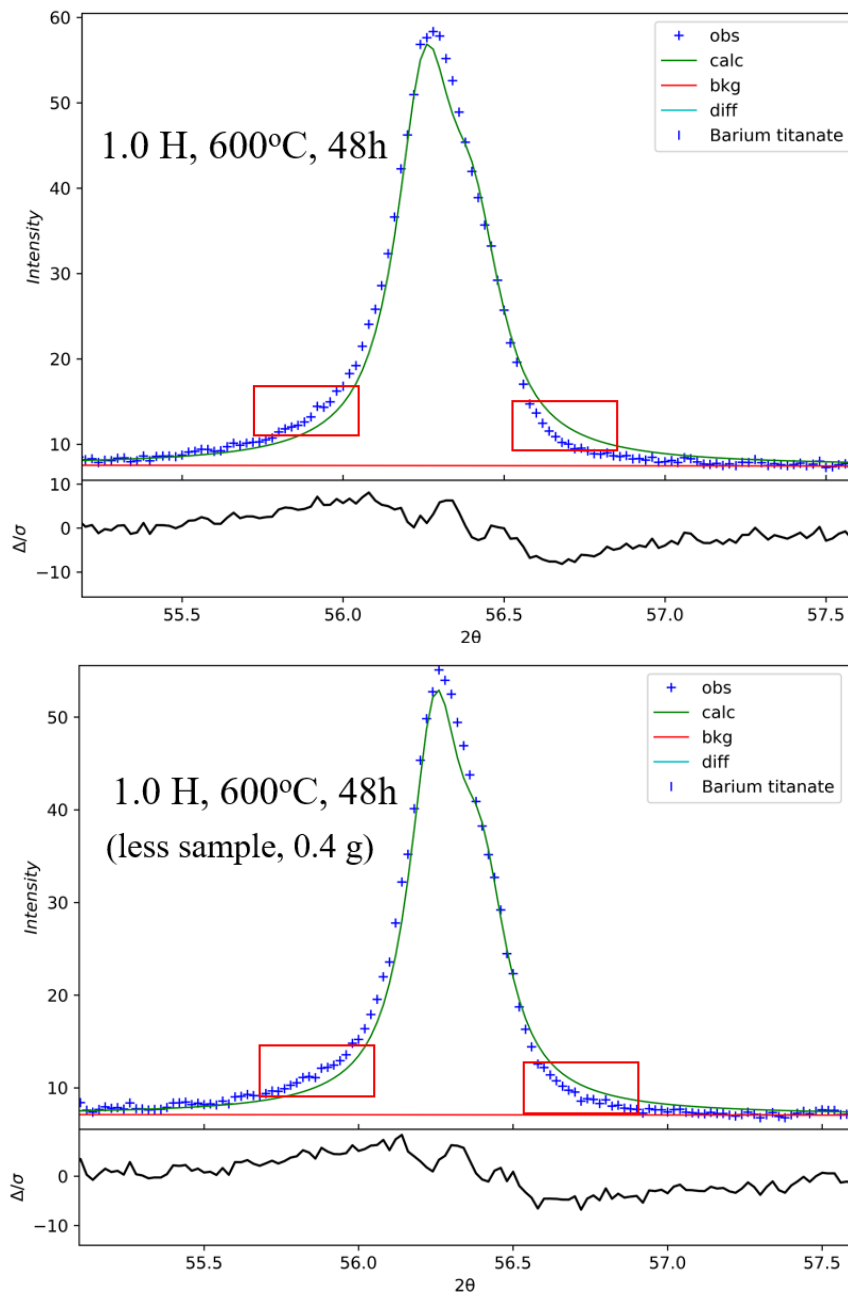 60
50
40
30
20
10
Intensity
1.0 H, 600°C, 48h
obs
calc
bkg
diff
Barium titanate
10
0
−10
Δ/σ
55.5 56.0 56.5 57.0 57.5
2θ
50
40
30
20
10
Intensity
1.0 H, 600°C, 48h
(less sample, 0.4 g)
obs
calc
bkg
diff
Barium titanate
0
−10
Δ/σ
55.5 56.0 56.5 57.0 57.5
2θ